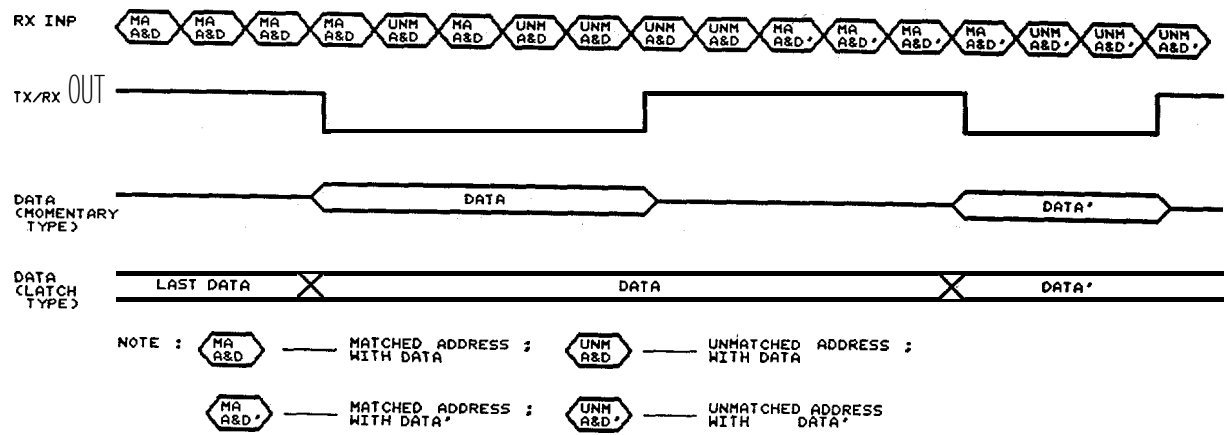 RX INP MA A&D MA A&D MA A&D MA A&D UNM A&D MA A&D UNM A&D UNM A&D UNM A&D UNM A&D MA A&D' MA A&D' MA A&D' MA A&D' UNM A&D' UNM A&D' UNM A&D'
TX/RX OUT
DATA (MOMENTARY TYPE) DATA DATA'
DATA (LATCH TYPE) LAST DATA DATA DATA'
NOTE : MA A&D MATCHED ADDRESS ; WITH DATA UNM A&D UNMATCHED ADDRESS ; WITH DATA
MA A&D' MATCHED ADDRESS ; WITH DATA' UNM A&D' UNMATCHED ADDRESS WITH DATA'